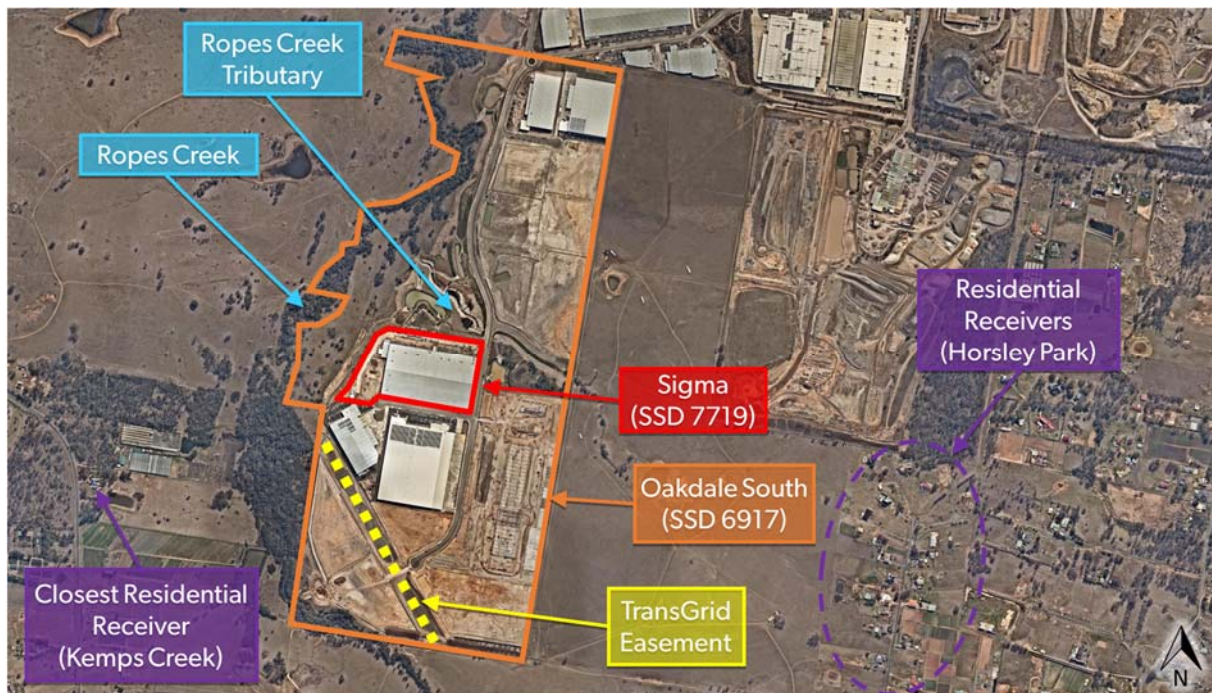 Ropes Creek
Tributary
Ropes Creek
Residential
Receivers
(Horsley Park)
Sigma
(SSD 7719)
Oakdale South
(SSD 6917)
Closest Residential
Receiver
(Kemps Creek)
TransGrid
Easement
N